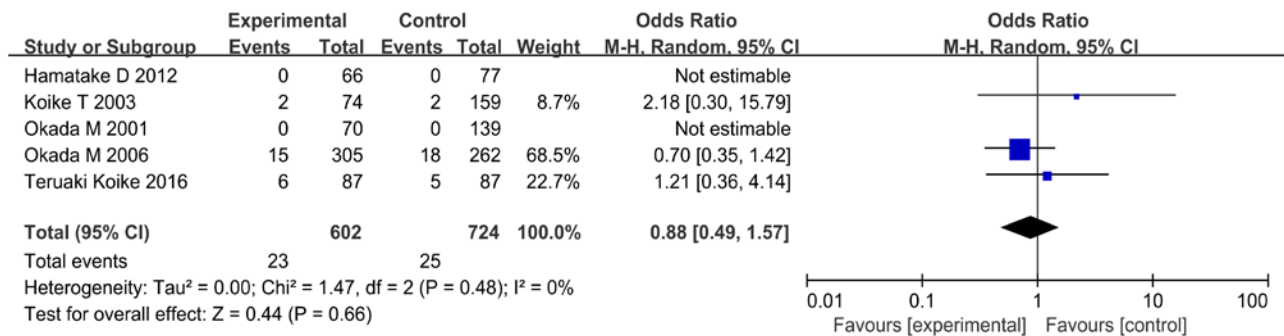 Experimental Control Odds Ratio Odds Ratio
Study or Subgroup Events Total Events Total Weight M-H, Random, 95% CI M-H, Random, 95% CI
Hamatake D 2012 0 66 0 77 Not estimable
Koike T 2003 2 74 2 159 8.7% 2.18 [0.30, 15.79]
Okada M 2001 0 70 0 139 Not estimable
Okada M 2006 15 305 18 262 68.5% 0.70 [0.35, 1.42]
Teruaki Koike 2016 6 87 5 87 22.7% 1.21 [0.36, 4.14]
Total (95% CI) 602 724 100.0% 0.88 [0.49, 1.57]
Total events 23 25
Heterogeneity: Tau² = 0.00; Chi² = 1.47, df = 2 (P = 0.48); I² = 0%
Test for overall effect: Z = 0.44 (P = 0.66)
0.01 0.1 1 10 100
Favours [experimental] Favours [control]